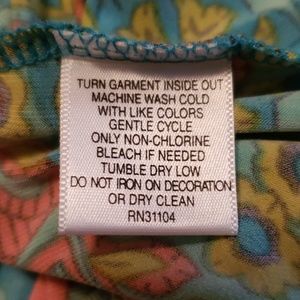 TURN GARMENT INSIDE OUT
MACHINE WASH COLD
WITH LIKE COLORS
GENTLE CYCLE
ONLY NON-CHLORINE
BLEACH IF NEEDED
TUMBLE DRY LOW
DO NOT IRON ON DECORATION
OR DRY CLEAN
RN31104